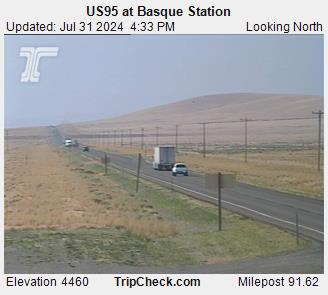 US95 at Basque Station
Updated: Jul 31 2024 4:33 PM Looking North
Elevation 4460 TripCheck.com Milepost 91.62